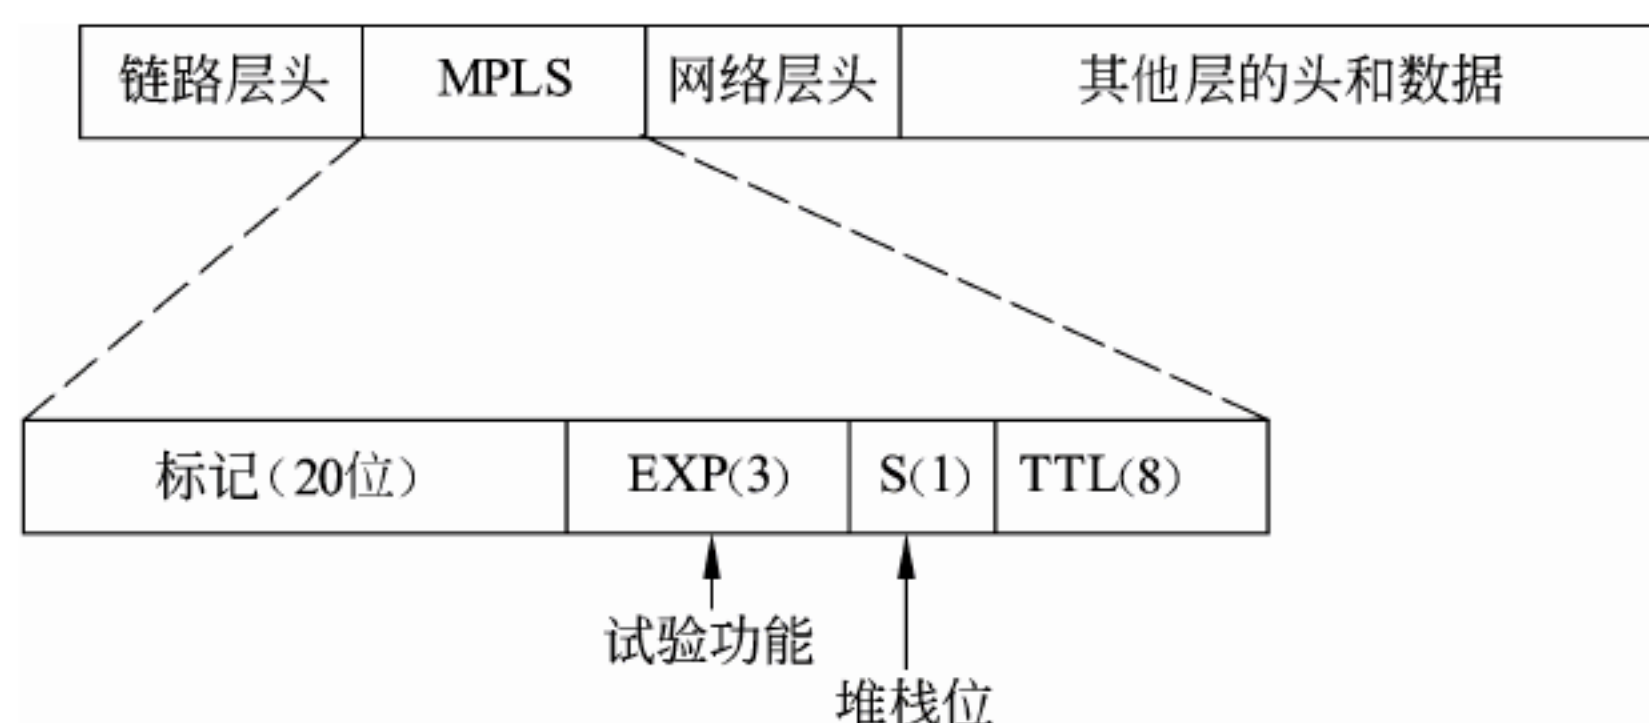 链路层头 MPLS 网络层头 其他层的头和数据
标记(20位) EXP(3) S(1) TTL(8)
试验功能
堆栈位